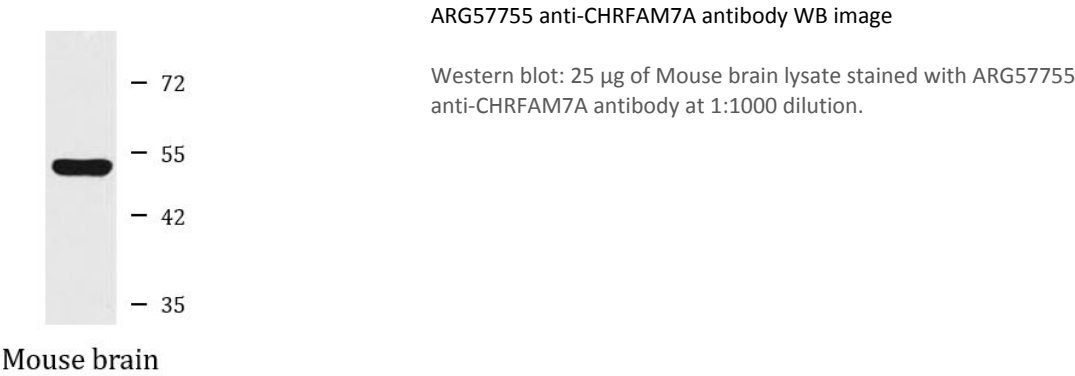 ARG57755 anti-CHRFAM7A antibody WB image
Western blot: 25 µg of Mouse brain lysate stained with ARG57755
anti-CHRFAM7A antibody at 1:1000 dilution.
72
55
42
35
Mouse brain